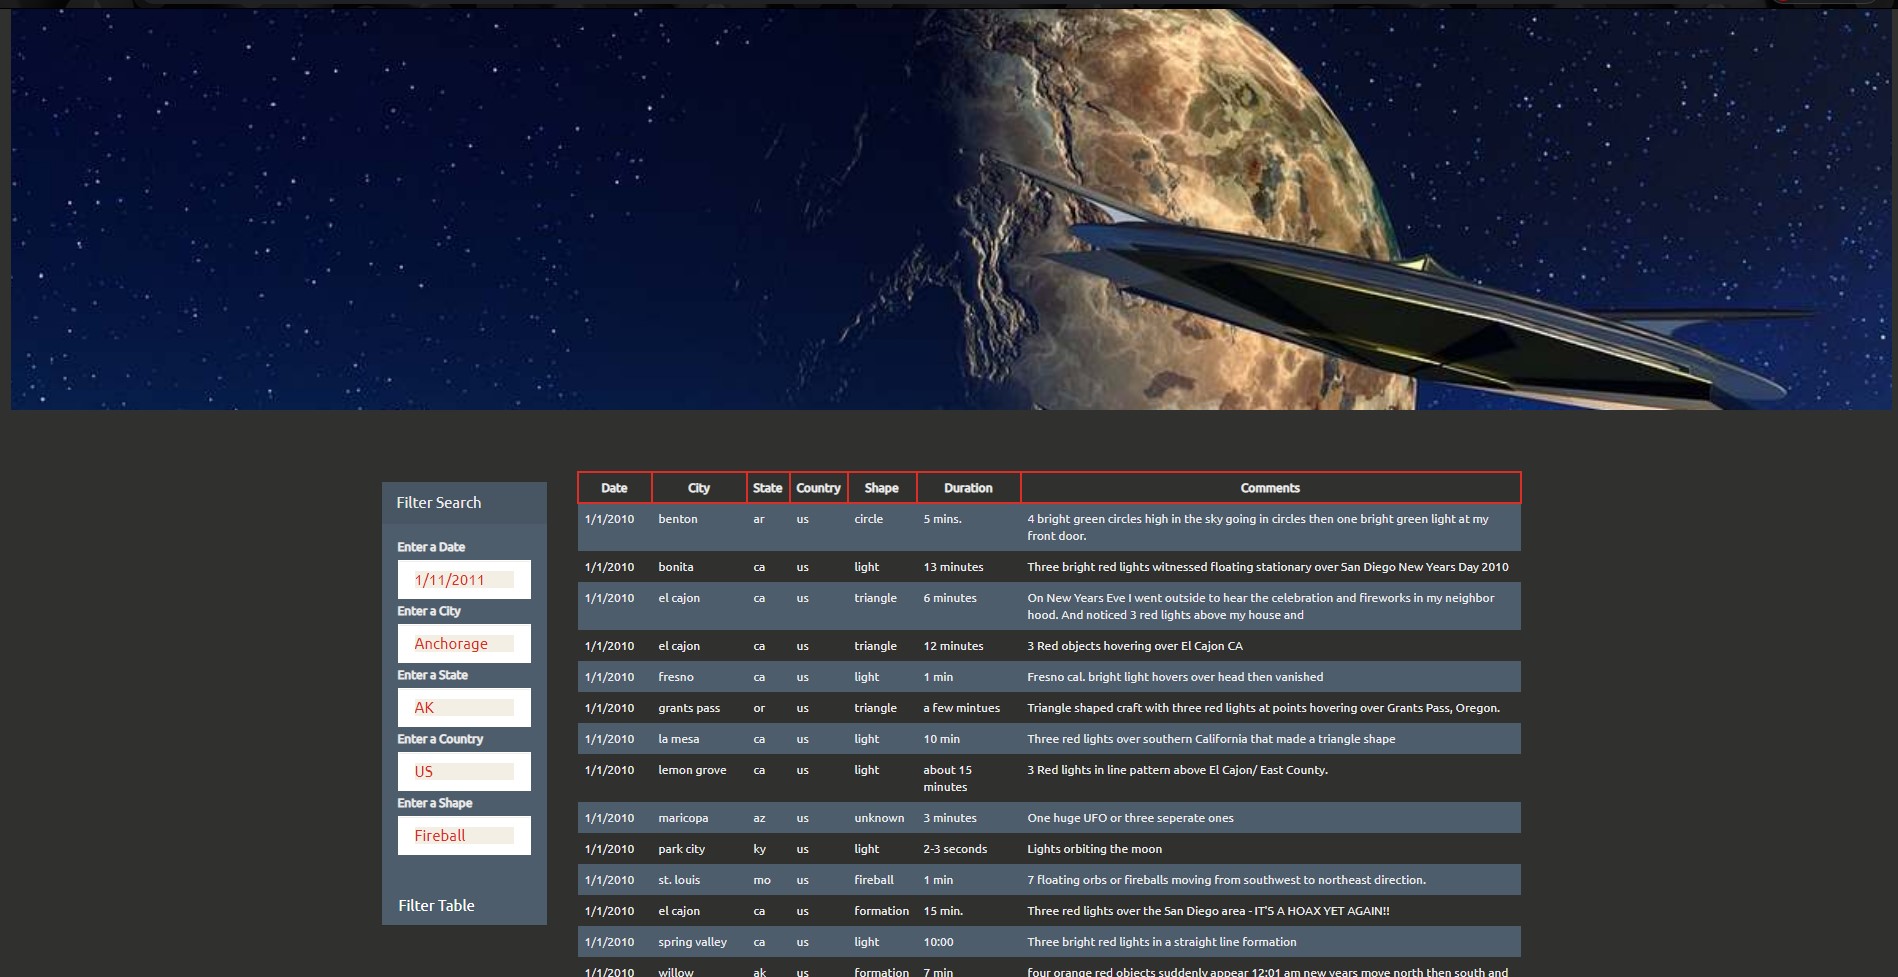 Filter Search
Enter a Date
1/11/2011
Enter a City
Anchorage
Enter a State
AK
Enter a Country
US
Enter a Shape
Fireball
Filter Table
Date City State Country Shape Duration Comments
1/1/2010 benton ar us circle 5 mins. 4 bright green circles high in the sky going in circles then one bright green light at my
front door.
1/1/2010 bonita ca us light 13 minutes Three bright red lights witnessed floating stationary over San Diego New Years Day 2010
1/1/2010 el cajon ca us triangle 6 minutes On New Years Eve I went outside to hear the celebration and fireworks in my neighbor
hood. And noticed 3 red lights above my house and
1/1/2010 el cajon ca us triangle 12 minutes 3 Red objects hovering over El Cajon CA
1/1/2010 fresno ca us light 1 min Fresno cal. bright light hovers over head then vanished
1/1/2010 grants pass or us triangle a few mintues Triangle shaped craft with three red lights at points hovering over Grants Pass, Oregon.
1/1/2010 la mesa ca us light 10 min Three red lights over southern California that made a triangle shape
1/1/2010 lemon grove ca us light about 15 3 Red lights in line pattern above El Cajon/ East County.
minutes
1/1/2010 maricopa az us unknown 3 minutes One huge UFO or three seperate ones
1/1/2010 park city ky us light 2-3 seconds Lights orbiting the moon
1/1/2010 st. louis mo us fireball 1 min 7 floating orbs or fireballs moving from southwest to northeast direction.
1/1/2010 el cajon ca us formation 15 min. Three red lights over the San Diego area - IT'S A HOAX YET AGAIN!!
1/1/2010 spring valley ca us light 10:00 Three bright red lights in a straight line formation
1/1/2010 willow ak us formation 7 min four orange red objects suddenly appear 12:01 am new years move north then south and